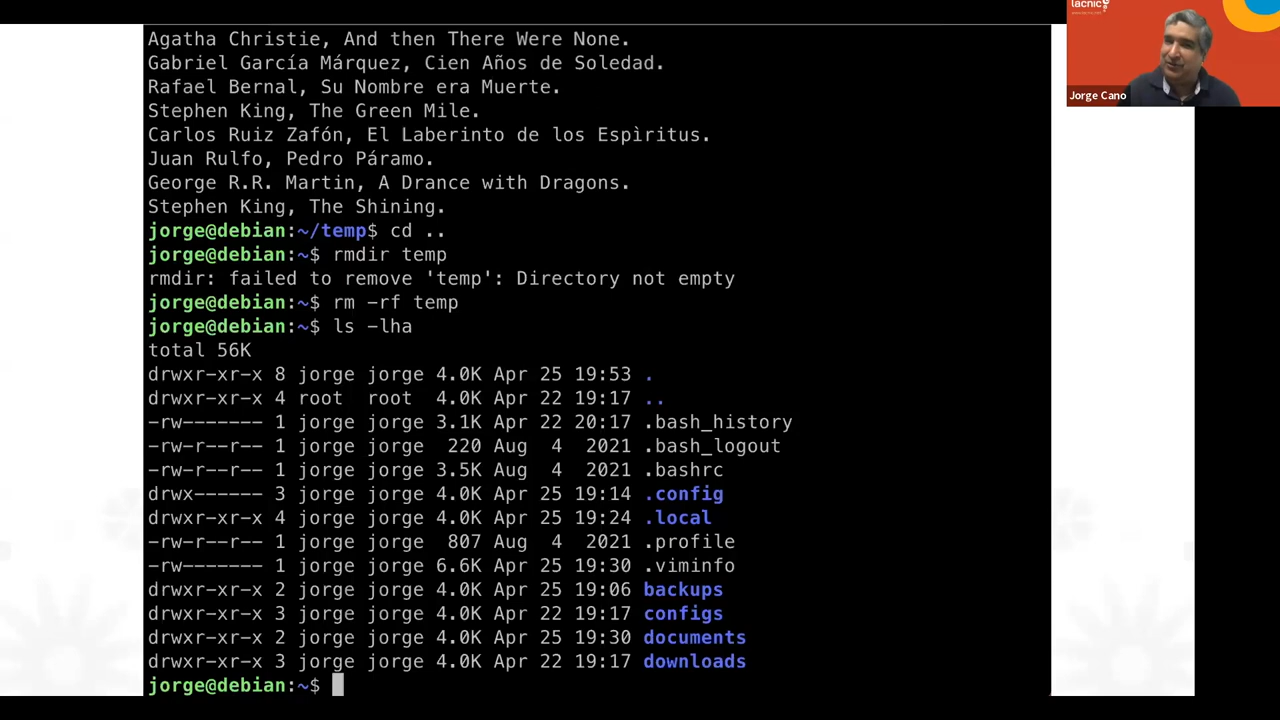 Agatha Christie, And then There Were None.
Gabriel García Márquez, Cien Años de Soledad.
Rafael Bernal, Su Nombre era Muerte.
Stephen King, The Green Mile.
Carlos Ruiz Zafón, El Laberinto de los Espìritus.
Juan Rulfo, Pedro Páramo.
George R.R. Martin, A Drance with Dragons.
Stephen King, The Shining.
jorge@debian:~/temp$ cd ..
jorge@debian:~$ rmdir temp
rmdir: failed to remove 'temp': Directory not empty
jorge@debian:~$ rm -rf temp
jorge@debian:~$ ls -lha
total 56K
drwxr-xr-x 8 jorge jorge 4.0K Apr 25 19:53 .
drwxr-xr-x 4 root  root  4.0K Apr 22 19:17 ..
-rw------- 1 jorge jorge 3.1K Apr 22 20:17 .bash_history
-rw-r--r-- 1 jorge jorge  220 Aug  4  2021 .bash_logout
-rw-r--r-- 1 jorge jorge 3.5K Aug  4  2021 .bashrc
drwx------ 3 jorge jorge 4.0K Apr 25 19:14 .config
drwxr-xr-x 4 jorge jorge 4.0K Apr 25 19:24 .local
-rw-r--r-- 1 jorge jorge  807 Aug  4  2021 .profile
-rw------- 1 jorge jorge 6.6K Apr 25 19:30 .viminfo
drwxr-xr-x 2 jorge jorge 4.0K Apr 25 19:06 backups
drwxr-xr-x 3 jorge jorge 4.0K Apr 22 19:17 configs
drwxr-xr-x 2 jorge jorge 4.0K Apr 25 19:30 documents
drwxr-xr-x 3 jorge jorge 4.0K Apr 22 19:17 downloads
jorge@debian:~$
lacnic
Jorge Cano